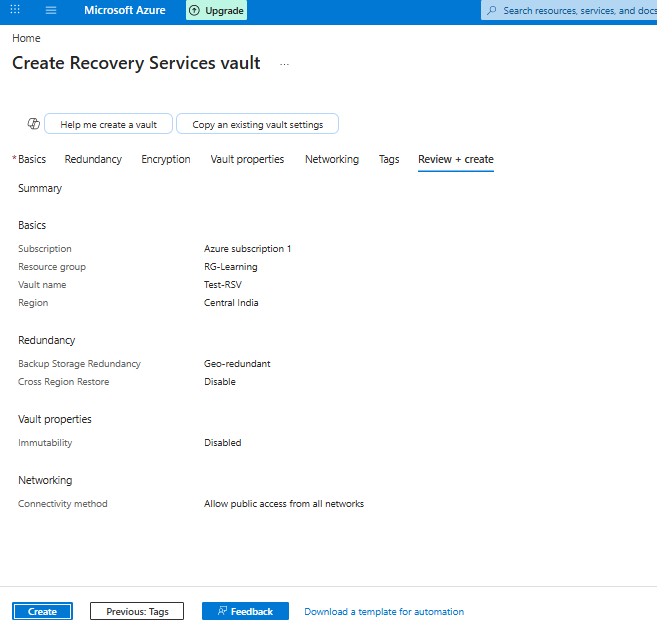 Microsoft Azure Upgrade Search resources, services, and docs
Home
Create Recovery Services vault ...
Help me create a vault Copy an existing vault settings
* Basics Redundancy Encryption Vault properties Networking Tags Review + create
Summary
Basics
Subscription Azure subscription 1
Resource group RG-Learning
Vault name Test-RSV
Region Central India
Redundancy
Backup Storage Redundancy Geo-redundant
Cross Region Restore Disable
Vault properties
Immutability Disabled
Networking
Connectivity method Allow public access from all networks
Create Previous: Tags Feedback Download a template for automation